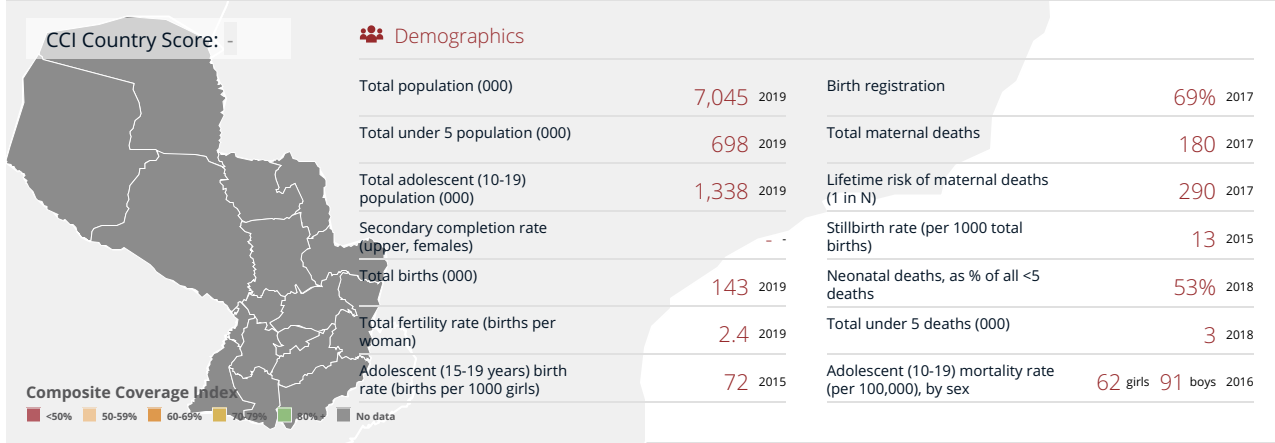 CCI Country Score: -
Demographics
Total population (000)
7,045 2019
Total under 5 population (000)
698 2019
Total adolescent (10-19)
population (000)
1,338 2019
Secondary completion rate
(upper, females)
- -
Total births (000)
143 2019
Total fertility rate (births per
woman)
2.4 2019
Adolescent (15-19 years) birth
rate (births per 1000 girls)
72 2015
Birth registration
69% 2017
Total maternal deaths
180 2017
Lifetime risk of maternal deaths
(1 in N)
290 2017
Stillbirth rate (per 1000 total
births)
13 2015
Neonatal deaths, as % of all <5
deaths
53% 2018
Total under 5 deaths (000)
3 2018
Adolescent (10-19) mortality rate
(per 100,000), by sex
62 girls 91 boys 2016
Composite Coverage Index
<50% 50-59% 60-69% 70-79% 80% + No data